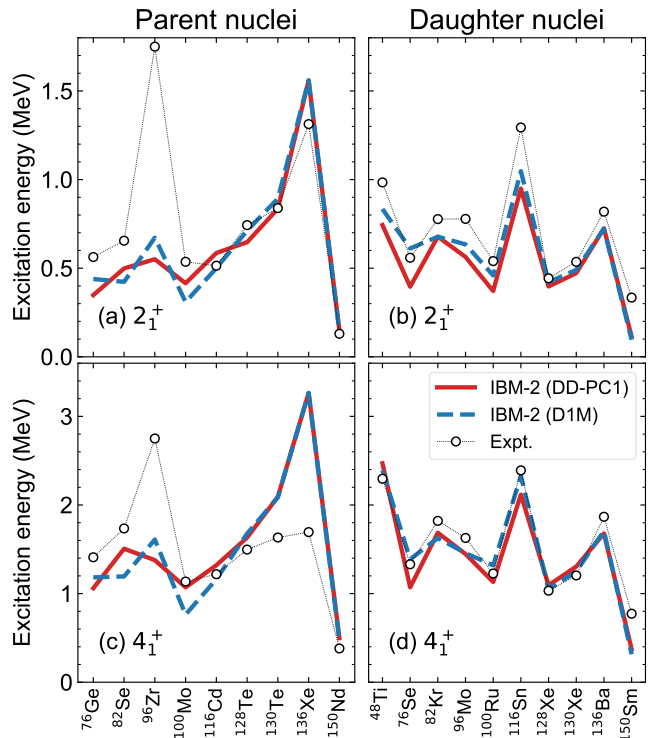 Parent nuclei
Daughter nuclei
Excitation energy (MeV)
1.5
1.0
0.5
0.0
(a) 2₁⁺
(b) 2₁⁺
Excitation energy (MeV)
3
2
1
0
(c) 4₁⁺
IBM-2 (DD-PC1)
IBM-2 (D1M)
Expt.
(d) 4₁⁺
⁷⁶Ge
⁸²Se
⁹⁶Zr
¹⁰⁰Mo
¹¹⁶Cd
¹²⁸Te
¹³⁰Te
¹³⁶Xe
¹⁵⁰Nd
⁴⁸Ti
⁷⁶Se
⁸²Kr
⁹⁶Mo
¹⁰⁰Ru
¹¹⁶Sn
¹²⁸Xe
¹³⁰Xe
¹³⁶Ba
¹⁵⁰Sm